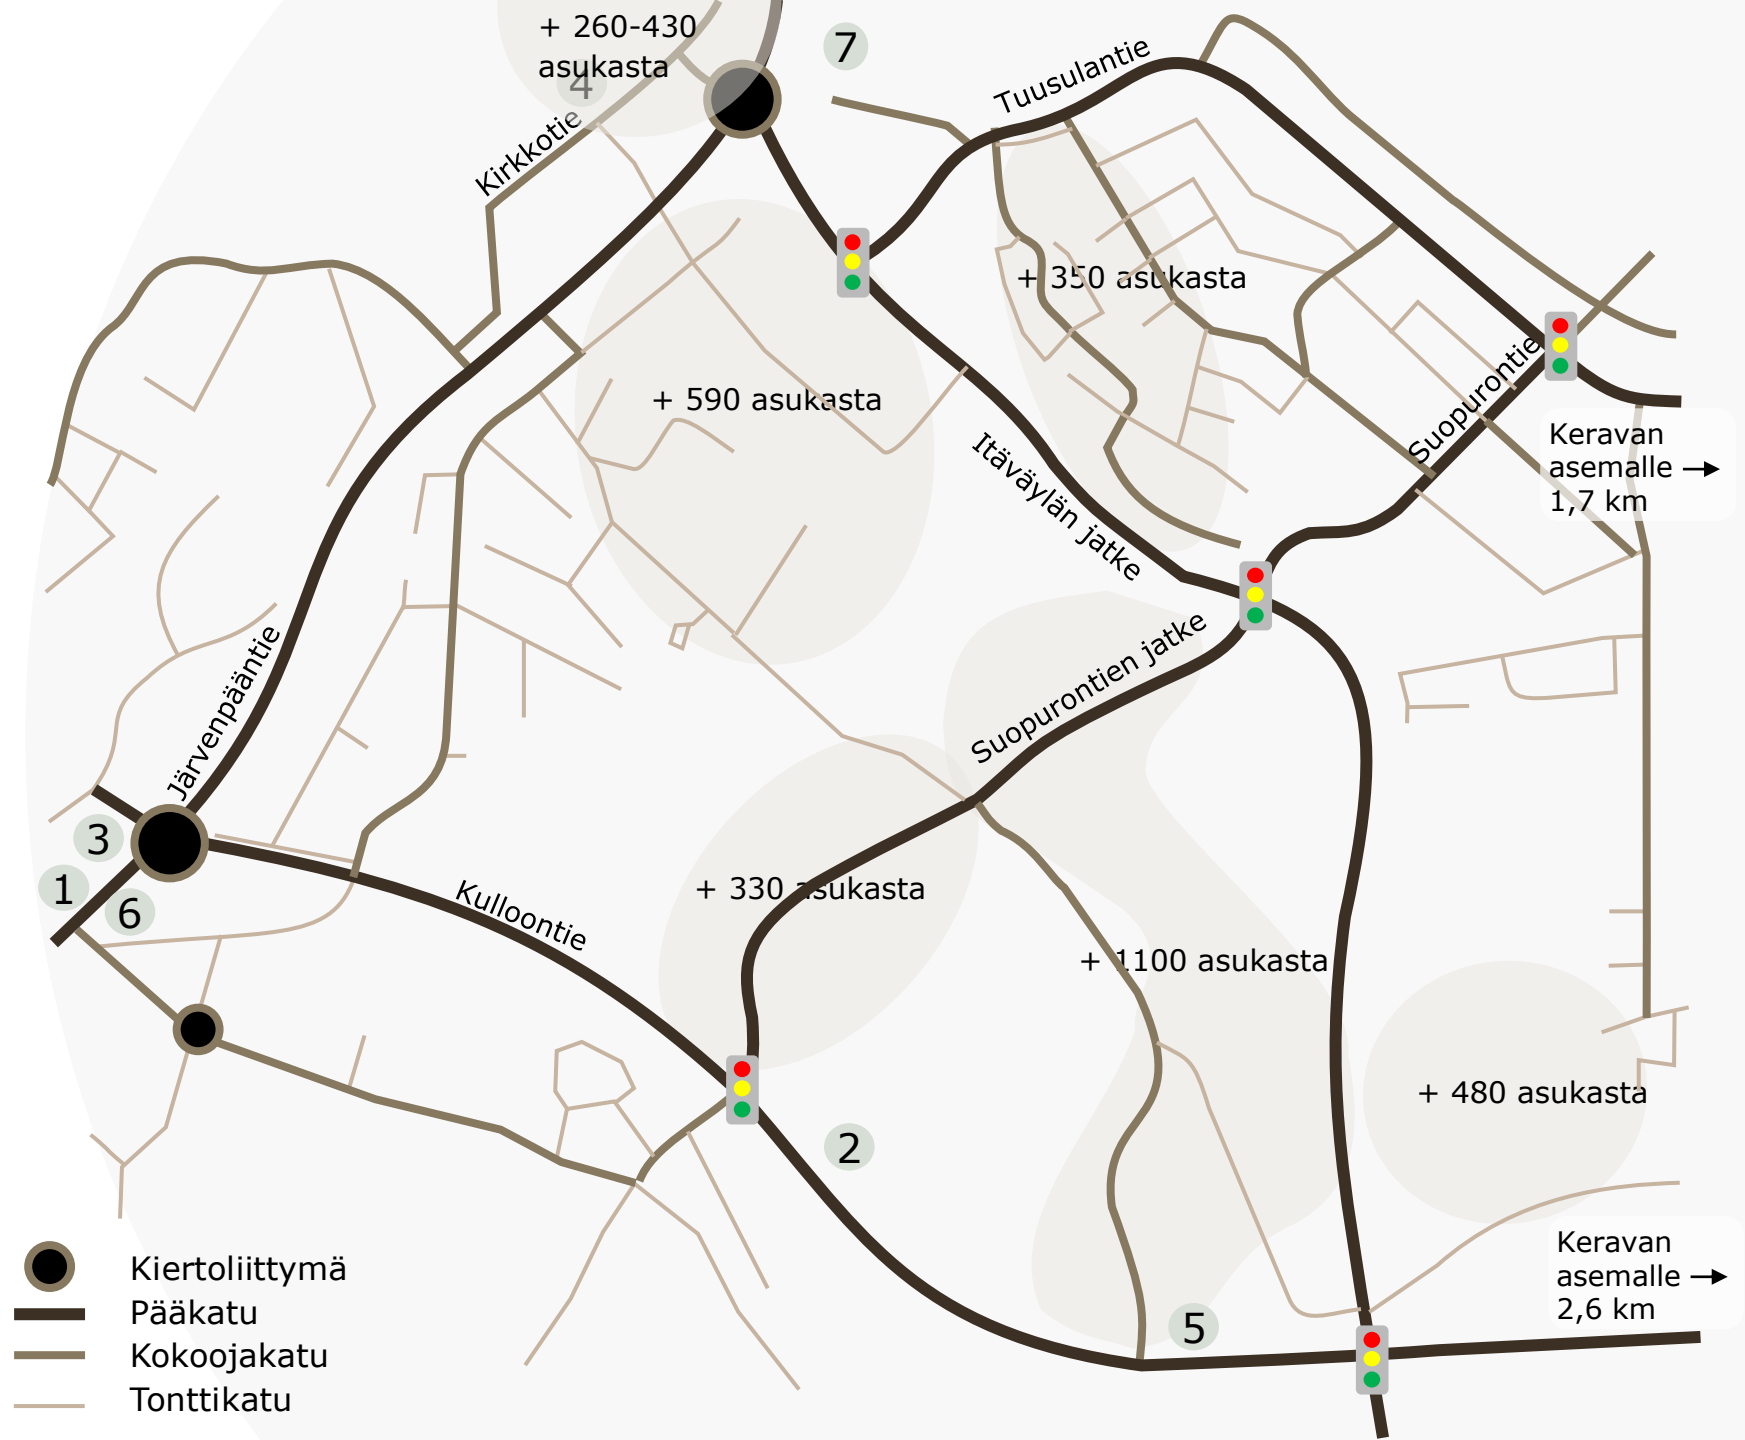 + 260-430
asukasta
4
7
Tuusulantie
Kirkkotie
+ 350 asukasta
Suopurontie
+ 590 asukasta
Keravan
asemalle →
1,7 km
Itäväylän jatke
Suopurontien jatke
Järvenpääntie
3
1
6
Kulloontie
+ 330 asukasta
+ 1100 asukasta
+ 480 asukasta
2
5
Keravan
asemalle →
2,6 km
Kiertoliittymä
Pääkatu
Kokoojakatu
Tonttikatu